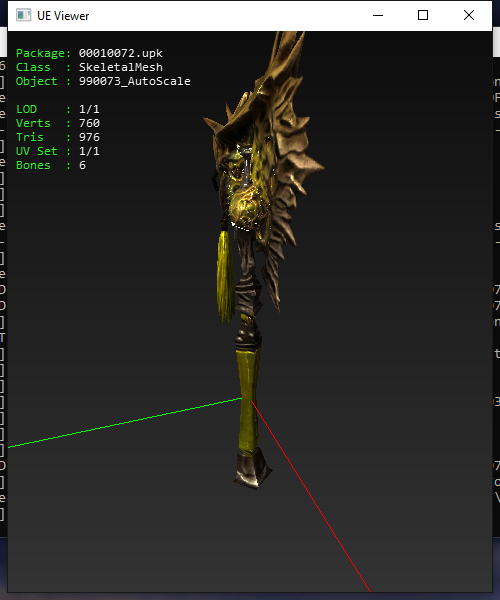 UE Viewer
Package: 00010072.upk
Class  : SkeletalMesh
Object : 990073_AutoScale
LOD    : 1/1
Verts  : 760
Tris   : 976
UV Set : 1/1
Bones  : 6